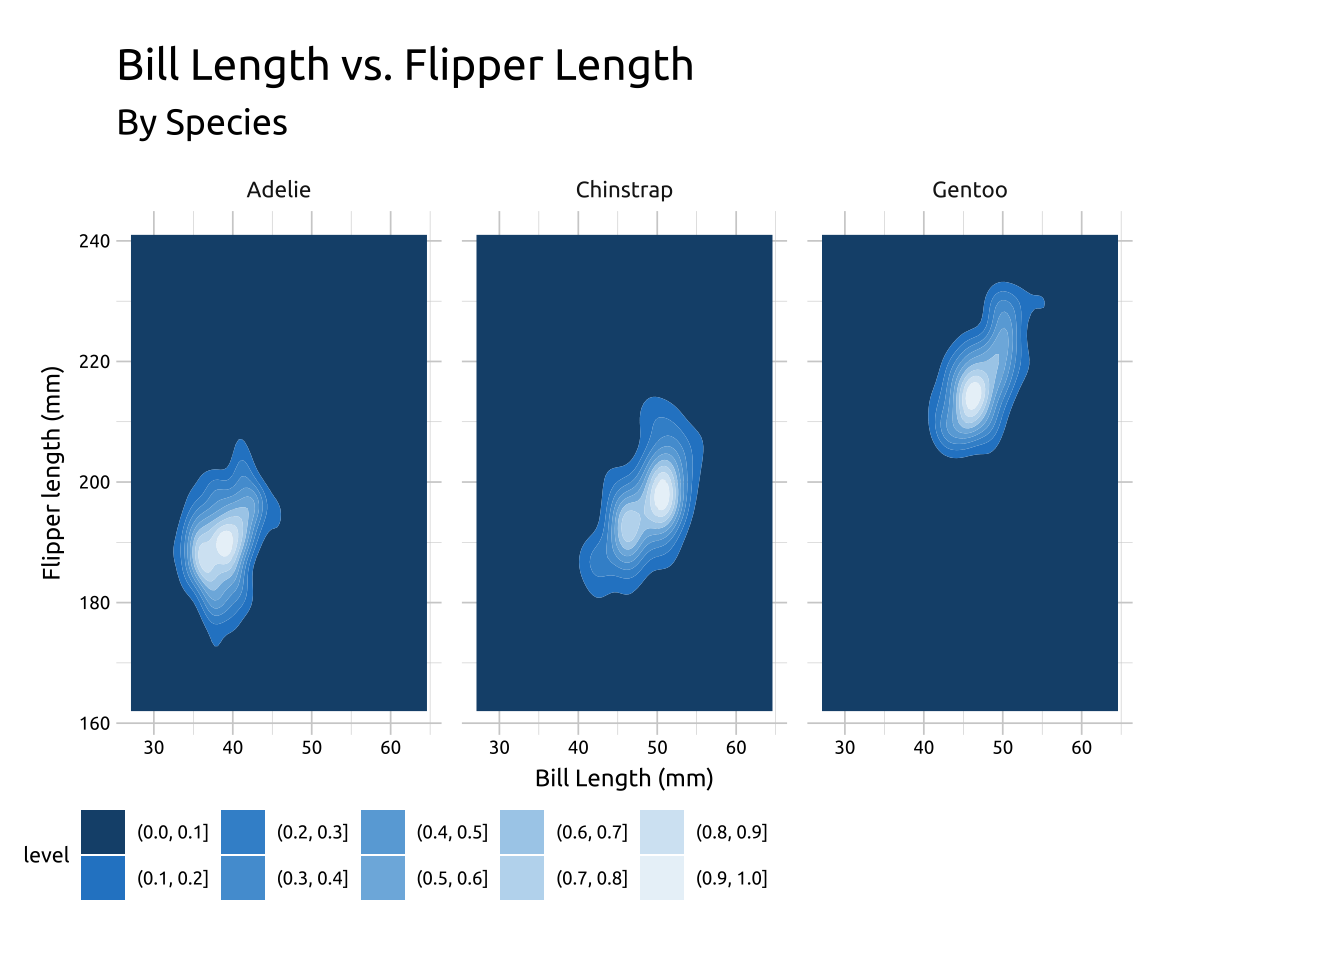 Bill Length vs. Flipper Length
By Species
Adelie Chinstrap Gentoo
240
220
200
180
160
Flipper length (mm)
30 40 50 60 30 40 50 60 30 40 50 60
Bill Length (mm)
level
(0.0, 0.1] (0.2, 0.3] (0.4, 0.5] (0.6, 0.7] (0.8, 0.9]
(0.1, 0.2] (0.3, 0.4] (0.5, 0.6] (0.7, 0.8] (0.9, 1.0]